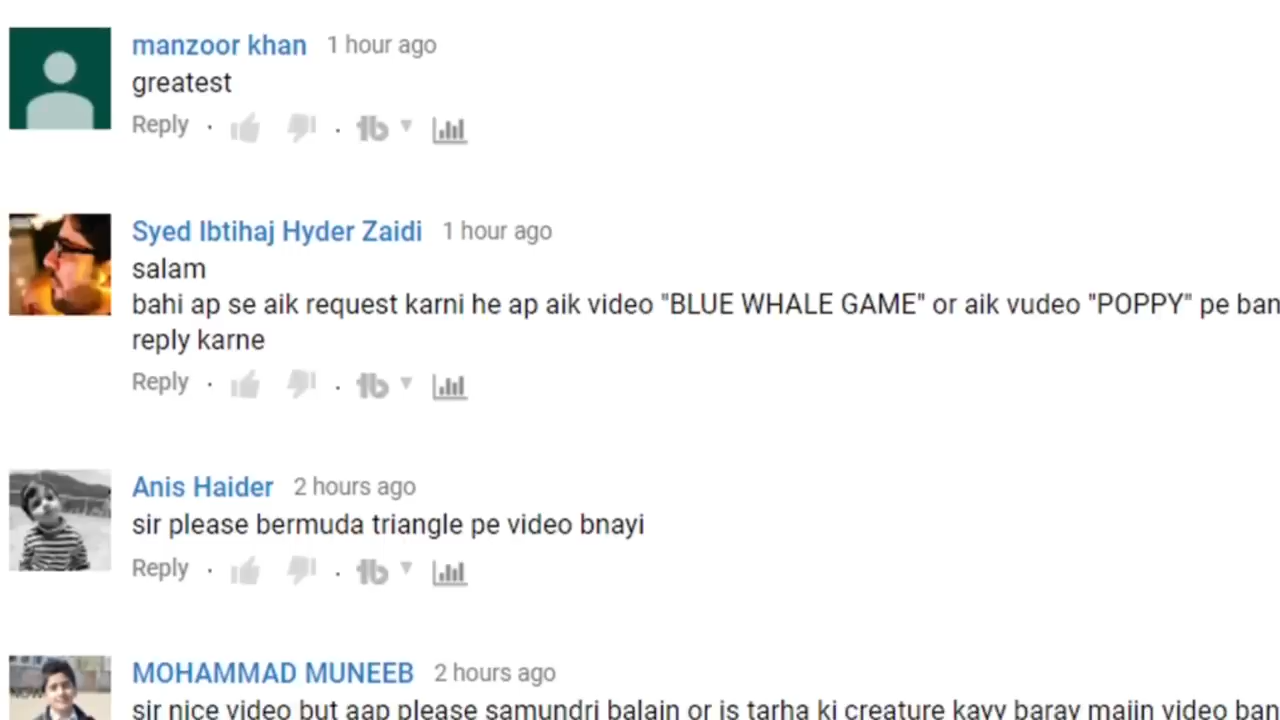 manzoor khan 1 hour ago
greatest
Reply
Syed Ibtihaj Hyder Zaidi 1 hour ago
salam
bahi ap se aik request karni he ap aik video "BLUE WHALE GAME" or aik vudeo "POPPY" pe ban
reply karne
Reply
Anis Haider 2 hours ago
sir please bermuda triangle pe video bnayi
Reply
MOHAMMAD MUNEEB 2 hours ago
sir nice video but aap please samundri balain or is tarha ki creature kayy baray majin video ban